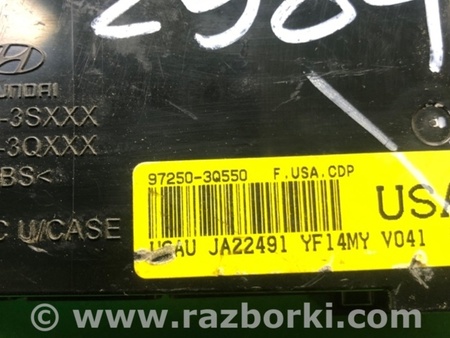 HYUNDAI
-3SXXX
-3QXXX
BS<
C U/CASE
97250-3Q550 F.USA.CDP
USA
USAU JA22491 YF14MY V041
www.razborki.com